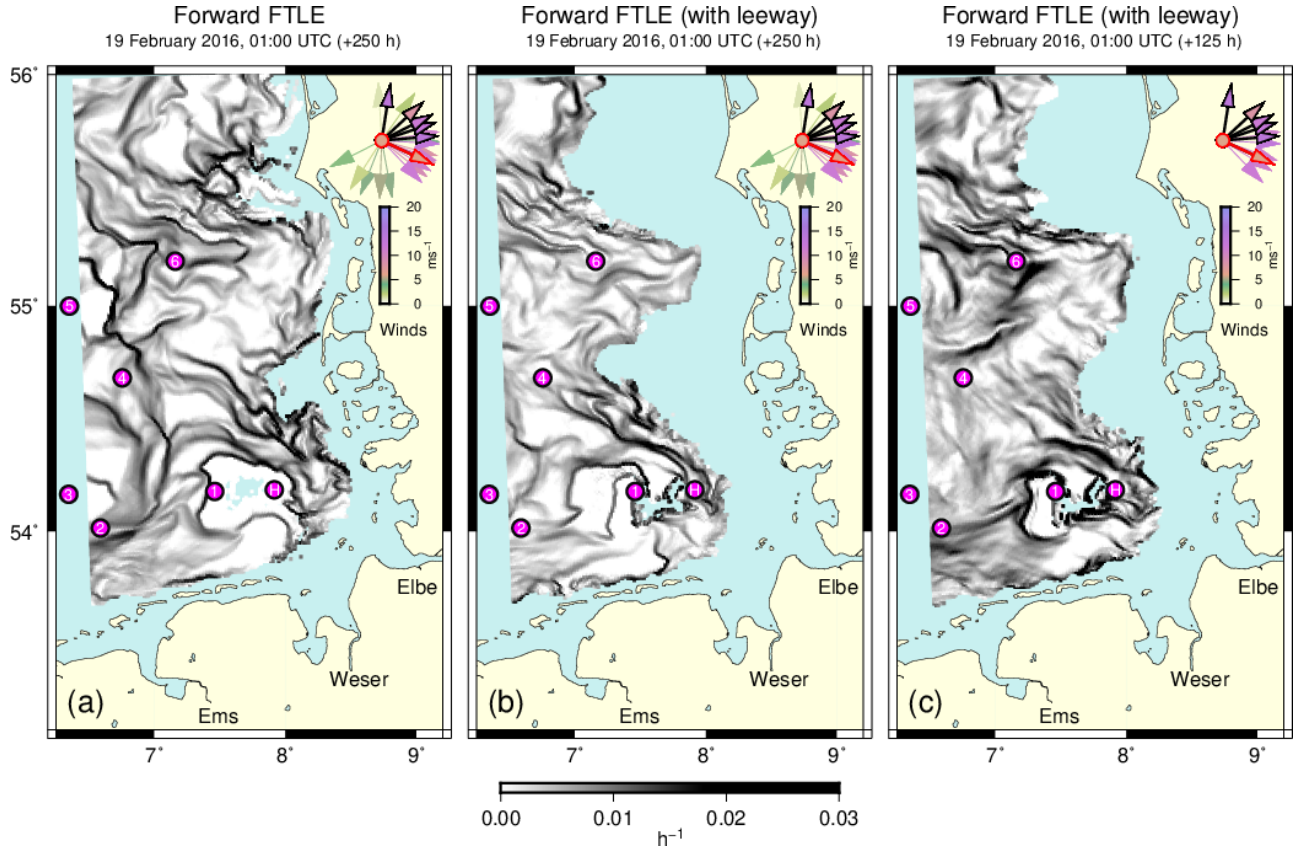 Forward FTLE
19 February 2016, 01:00 UTC (+250 h)
Forward FTLE (with leeway)
19 February 2016, 01:00 UTC (+250 h)
Forward FTLE (with leeway)
19 February 2016, 01:00 UTC (+125 h)
56°
55°
54°
20
15
10
5
0
ms⁻¹
Winds
6
5
4
3
2
1
H
Elbe
Weser
Ems
(a)
7°
8°
9°
20
15
10
5
0
ms⁻¹
Winds
6
5
4
3
2
1
H
Elbe
Weser
Ems
(b)
7°
8°
9°
20
15
10
5
0
ms⁻¹
Winds
6
5
4
3
2
1
H
Elbe
Weser
Ems
(c)
7°
8°
9°
0.00
0.01
0.02
0.03
h⁻¹